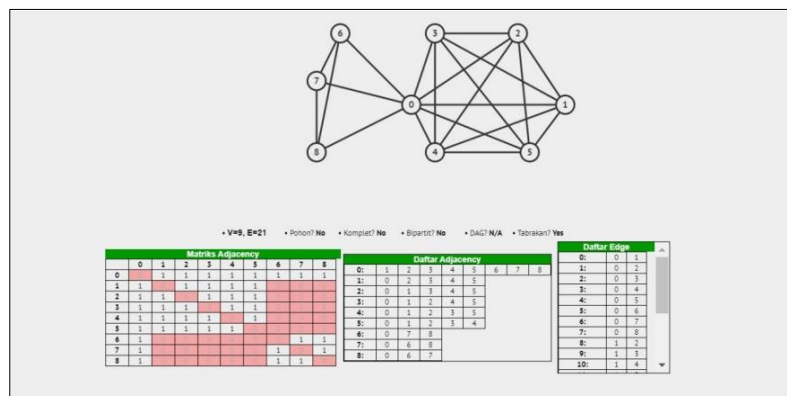 6
3
2
7
0
1
8
4
5
• V=9, E=21 • Pohon? No • Komplet? No • Bipartit? No • DAG? N/A • Tabrakan? Yes
Matriks Adjacency
0 1 2 3 4 5 6 7 8
0 1 1 1 1 1 1 1 1
1 1 1 1 1 1
2 1 1 1 1 1
3 1 1 1 1 1
4 1 1 1 1 1
5 1 1 1 1 1
6 1 1 1
7 1 1 1
8 1 1 1
Daftar Adjacency
0: 1 2 3 4 5 6 7 8
1: 0 2 3 4 5
2: 0 1 3 4 5
3: 0 1 2 4 5
4: 0 1 2 3 5
5: 0 1 2 3 4
6: 0 7 8
7: 0 6 8
8: 0 6 7
Daftar Edge
0: 0 1
1: 0 2
2: 0 3
3: 0 4
4: 0 5
5: 0 6
6: 0 7
7: 0 8
8: 1 2
9: 1 3
10: 1 4